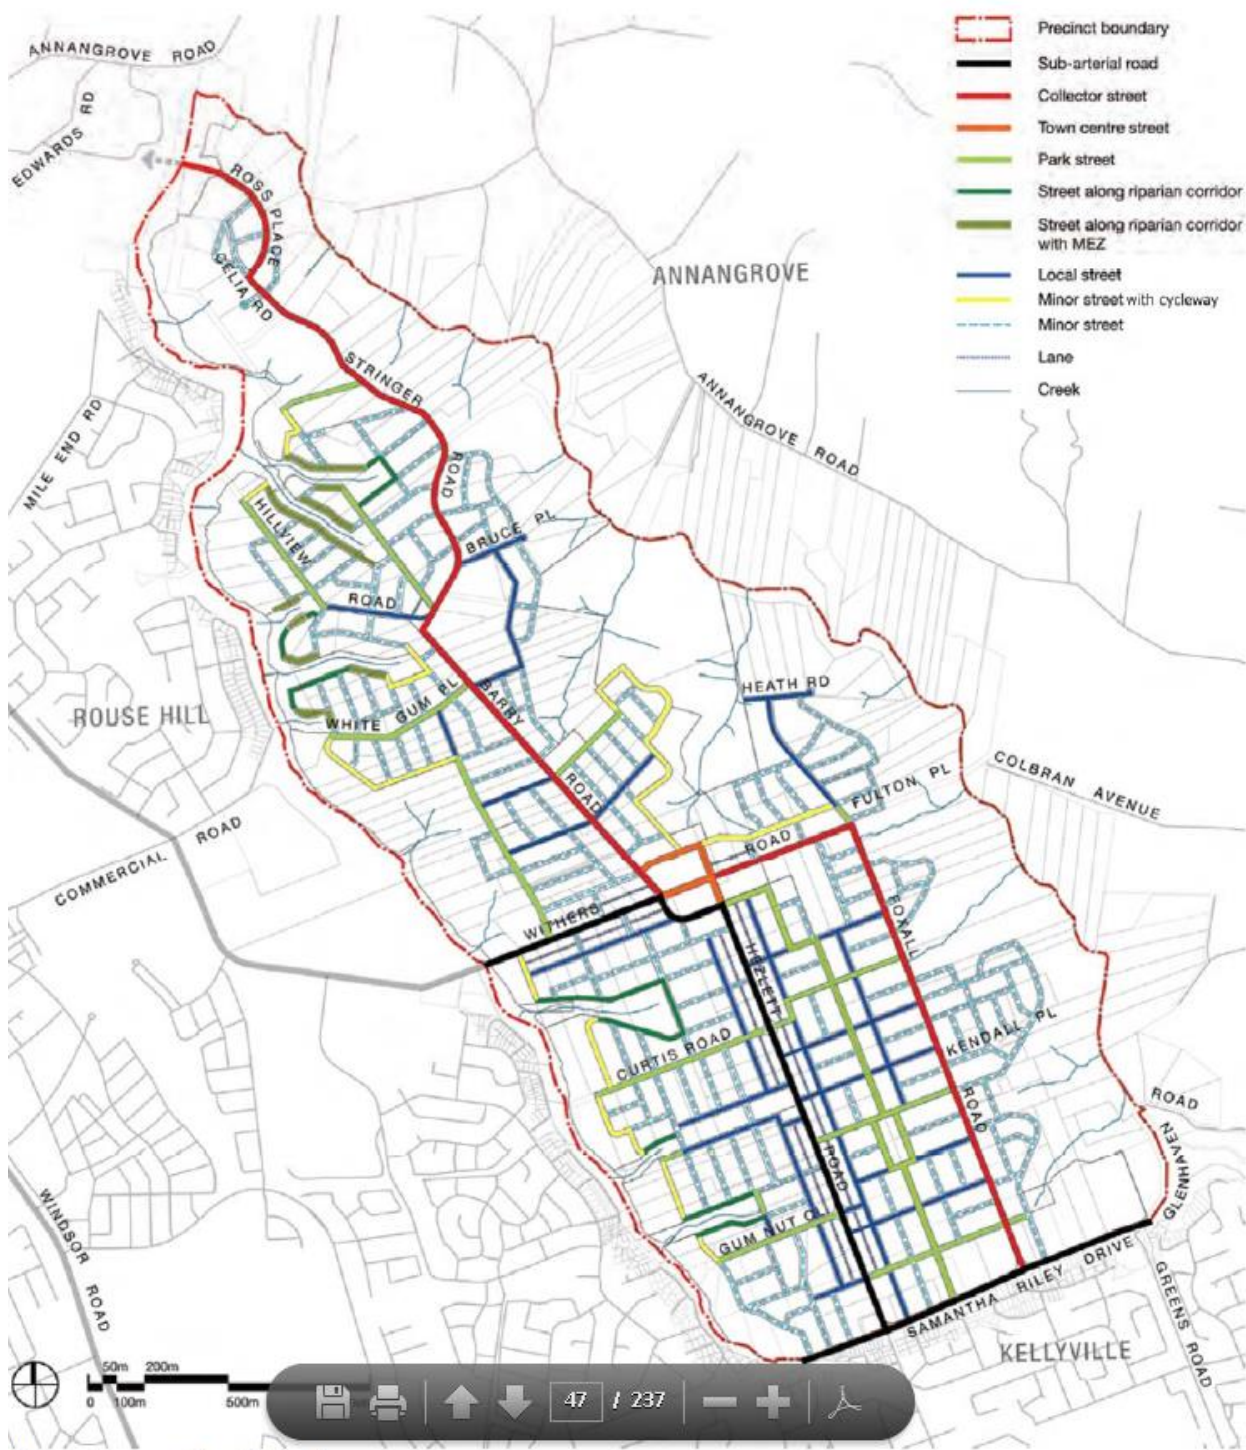 ANNANGROVE ROAD
EDWARDS RD
ROSS PLACE
CELIA RD
STRINGER
ROAD
ANNANGROVE
ANNANGROVE ROAD
MILE END RD
HILLVIEW
ROAD
BRUCE PL
WHITE GUM PL
BARRY
ROAD
HEATH RD
ROUSE HILL
COMMERCIAL ROAD
COLBRAN AVENUE
FULTON PL
ROAD
WITHERS
FOXALL
ROAD
HEZLETT
ROAD
CURTIS ROAD
KENDALL PL
GUM NUT CL
ROAD
GLENHAVEN
SAMANTHA RILEY DRIVE
GREENS ROAD
KELLYVILLE
WINDSOR ROAD
Precinct boundary
Sub-arterial road
Collector street
Town centre street
Park street
Street along riparian corridor
Street along riparian corridor
with MEZ
Local street
Minor street with cycleway
Minor street
Lane
Creek
50m 200m
0 100m 500m
47 / 237